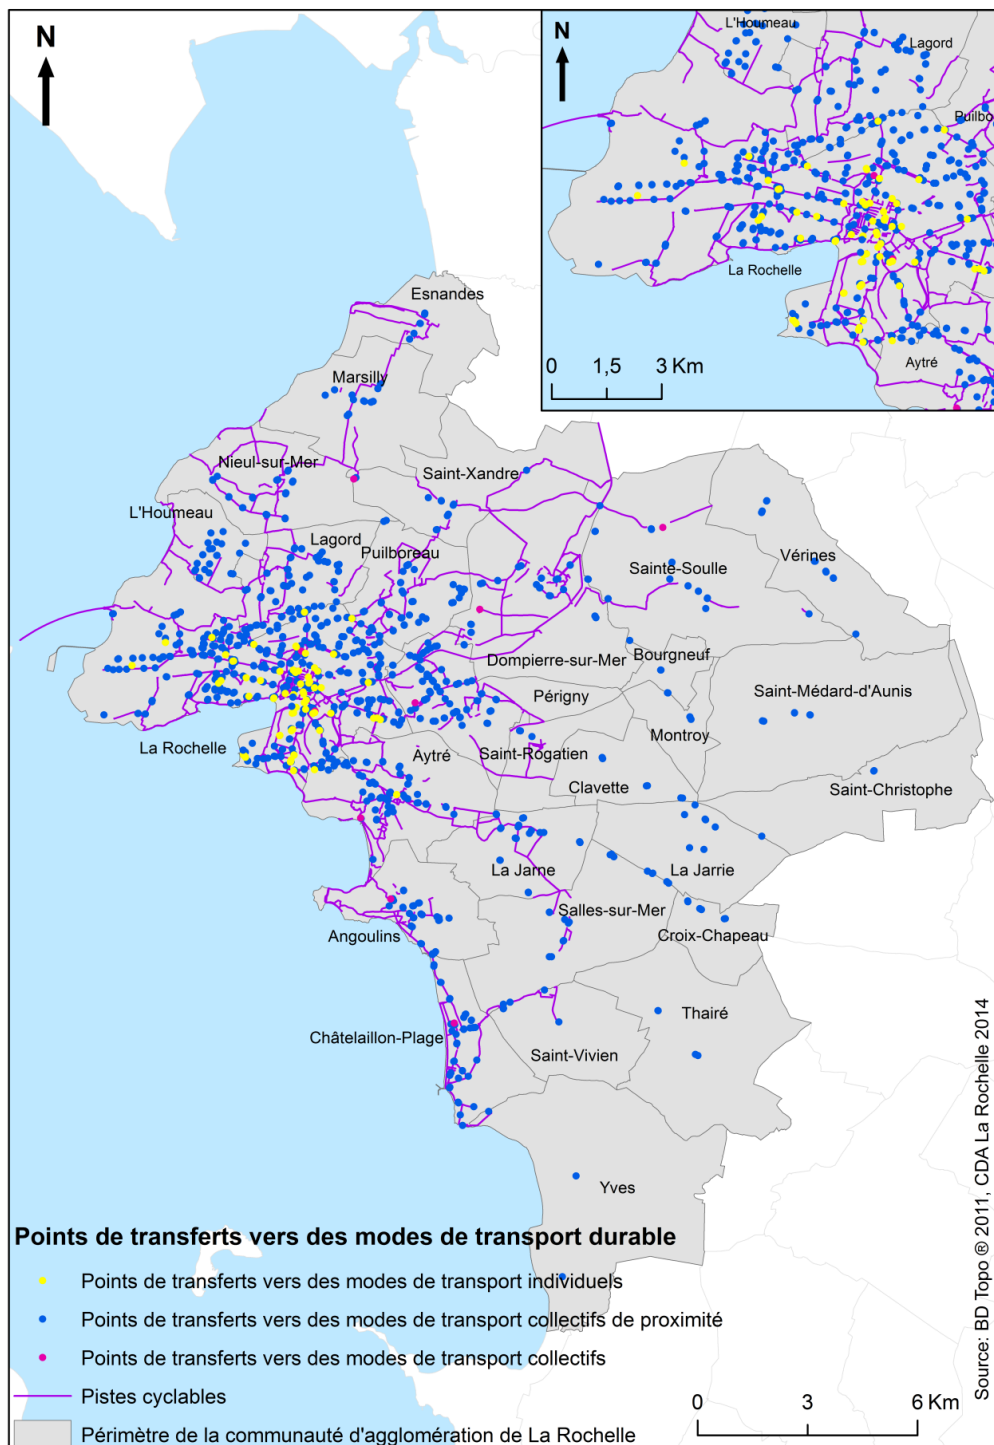 N
N
L'Houmeau
Lagord
Puilbo
La Rochelle
Aytré
0 1,5 3 Km
Esnandes
Marsilly
Nieul-sur-Mer
Saint-Xandre
L'Houmeau
Lagord
Puilboreau
Vérines
Sainte-Soulle
Dompierre-sur-Mer
Bourgneuf
Périgny
Saint-Médard-d'Aunis
Montroy
La Rochelle
Aytré
Saint-Rogatien
Clavette
Saint-Christophe
La Jarne
La Jarrie
Salles-sur-Mer
Angoulins
Croix-Chapeau
Thairé
Châtelaillon-Plage
Saint-Vivien
Yves
Points de transferts vers des modes de transport durable
Points de transferts vers des modes de transport individuels
Points de transferts vers des modes de transport collectifs de proximité
Points de transferts vers des modes de transport collectifs
Pistes cyclables
Périmètre de la communauté d'agglomération de La Rochelle
0 3 6 Km
Source: BD Topo ® 2011, CDA La Rochelle 2014